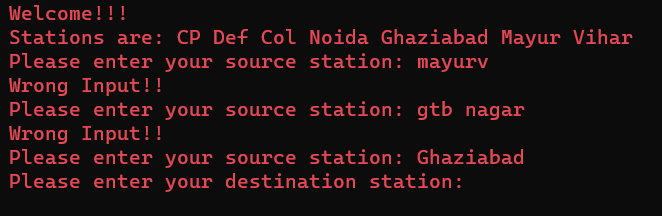 Welcome!!!
Stations are: CP Def Col Noida Ghaziabad Mayur Vihar
Please enter your source station: mayurv
Wrong Input!!
Please enter your source station: gtb nagar
Wrong Input!!
Please enter your source station: Ghaziabad
Please enter your destination station: